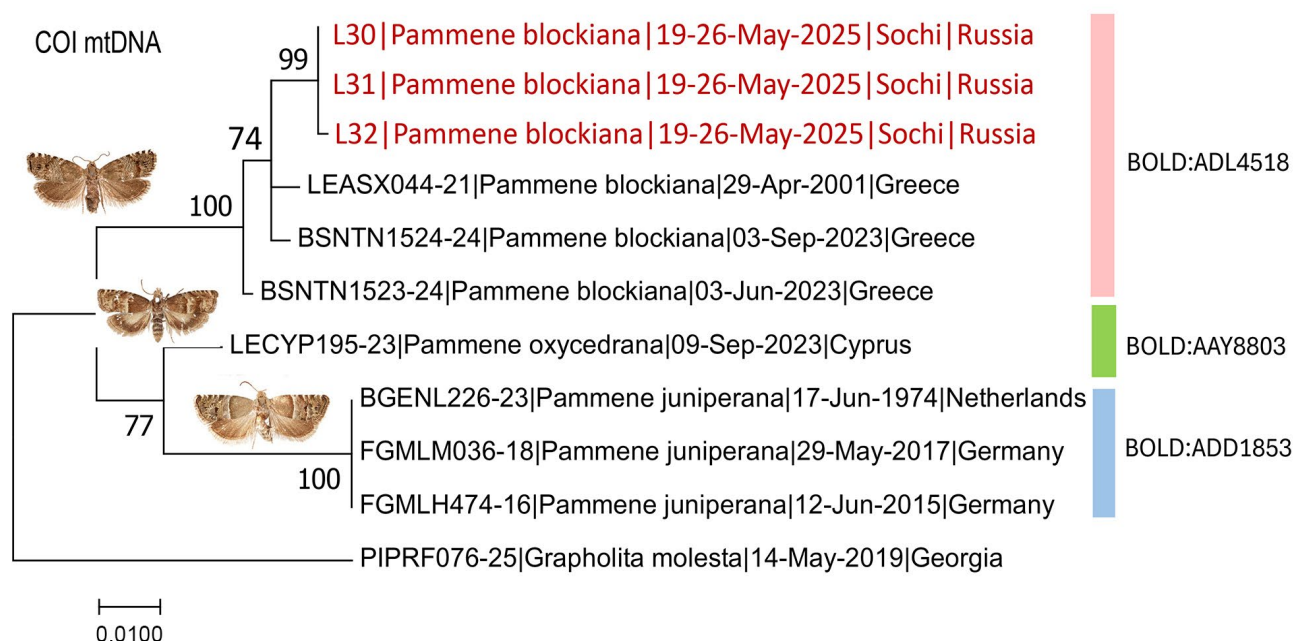 COI mtDNA
L30|Pammene blockiana|19-26-May-2025|Sochi|Russia
99
L31|Pammene blockiana|19-26-May-2025|Sochi|Russia
L32|Pammene blockiana|19-26-May-2025|Sochi|Russia
74
BOLD:ADL4518
LEASX044-21|Pammene blockiana|29-Apr-2001|Greece
100
BSNTN1524-24|Pammene blockiana|03-Sep-2023|Greece
BSNTN1523-24|Pammene blockiana|03-Jun-2023|Greece
LECYP195-23|Pammene oxycedrana|09-Sep-2023|Cyprus
BOLD:AAY8803
BGENL226-23|Pammene juniperana|17-Jun-1974|Netherlands
77
FGMLM036-18|Pammene juniperana|29-May-2017|Germany
BOLD:ADD1853
100
FGMLH474-16|Pammene juniperana|12-Jun-2015|Germany
PIPRF076-25|Grapholita molesta|14-May-2019|Georgia
0.0100